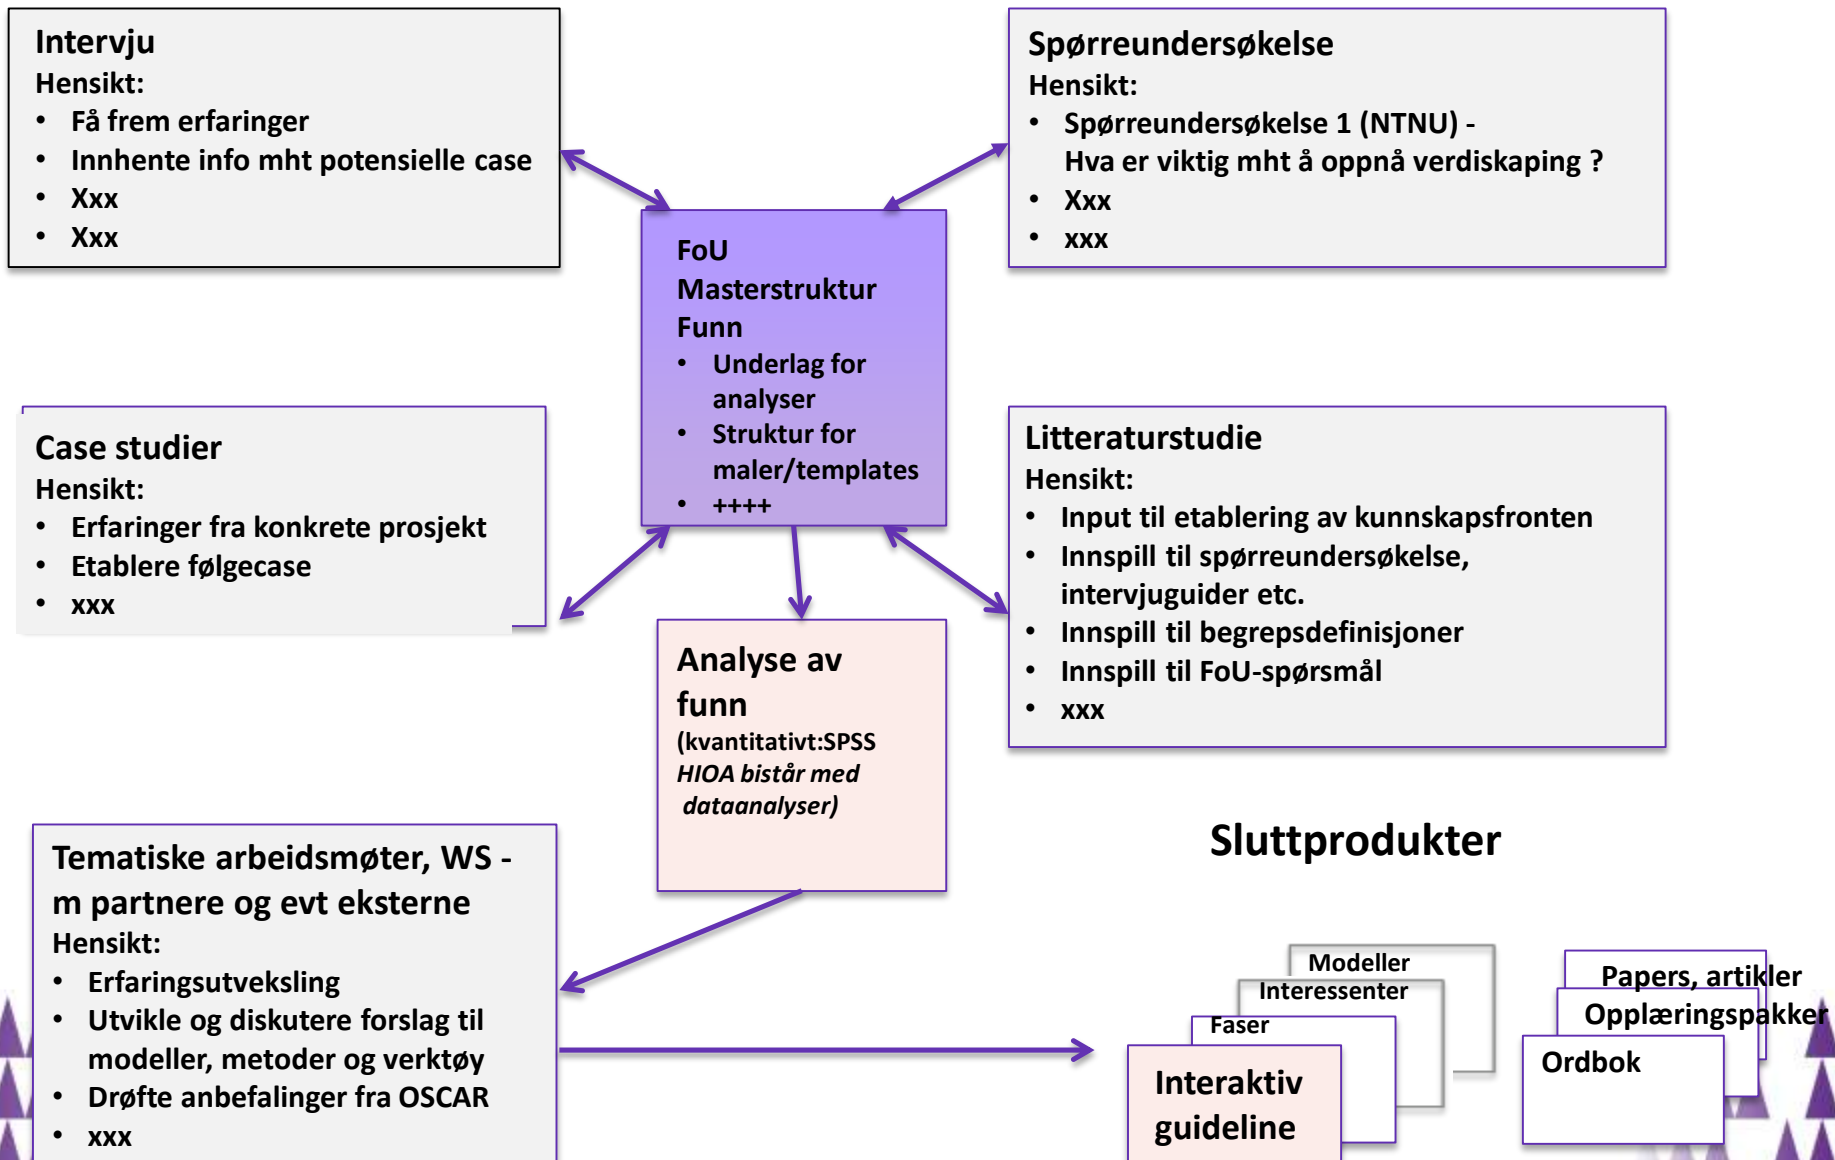 Intervju
Hensikt:
• Få frem erfaringer
• Innhente info mht potensielle case
• Xxx
• Xxx
Spørreundersøkelse
Hensikt:
• Spørreundersøkelse 1 (NTNU) -
Hva er viktig mht å oppnå verdiskaping ?
• Xxx
• xxx
FoU
Masterstruktur
Funn
• Underlag for
analyser
• Struktur for
maler/templates
• ++++
Case studier
Hensikt:
• Erfaringer fra konkrete prosjekt
• Etablere følgecase
• xxx
Litteraturstudie
Hensikt:
• Input til etablering av kunnskapsfronten
• Innspill til spørreundersøkelse,
intervjuguider etc.
• Innspill til begrepsdefinisjoner
• Innspill til FoU-spørsmål
• xxx
Analyse av
funn
(kvantitativt:SPSS
HIOA bistår med
dataanalyser)
Tematiske arbeidsmøter, WS -
m partnere og evt eksterne
Hensikt:
• Erfaringsutveksling
• Utvikle og diskutere forslag til
modeller, metoder og verktøy
• Drøfte anbefalinger fra OSCAR
• xxx
Sluttprodukter
Modeller
Interessenter
Faser
Interaktiv
guideline
Papers, artikler
Opplæringspakker
Ordbok